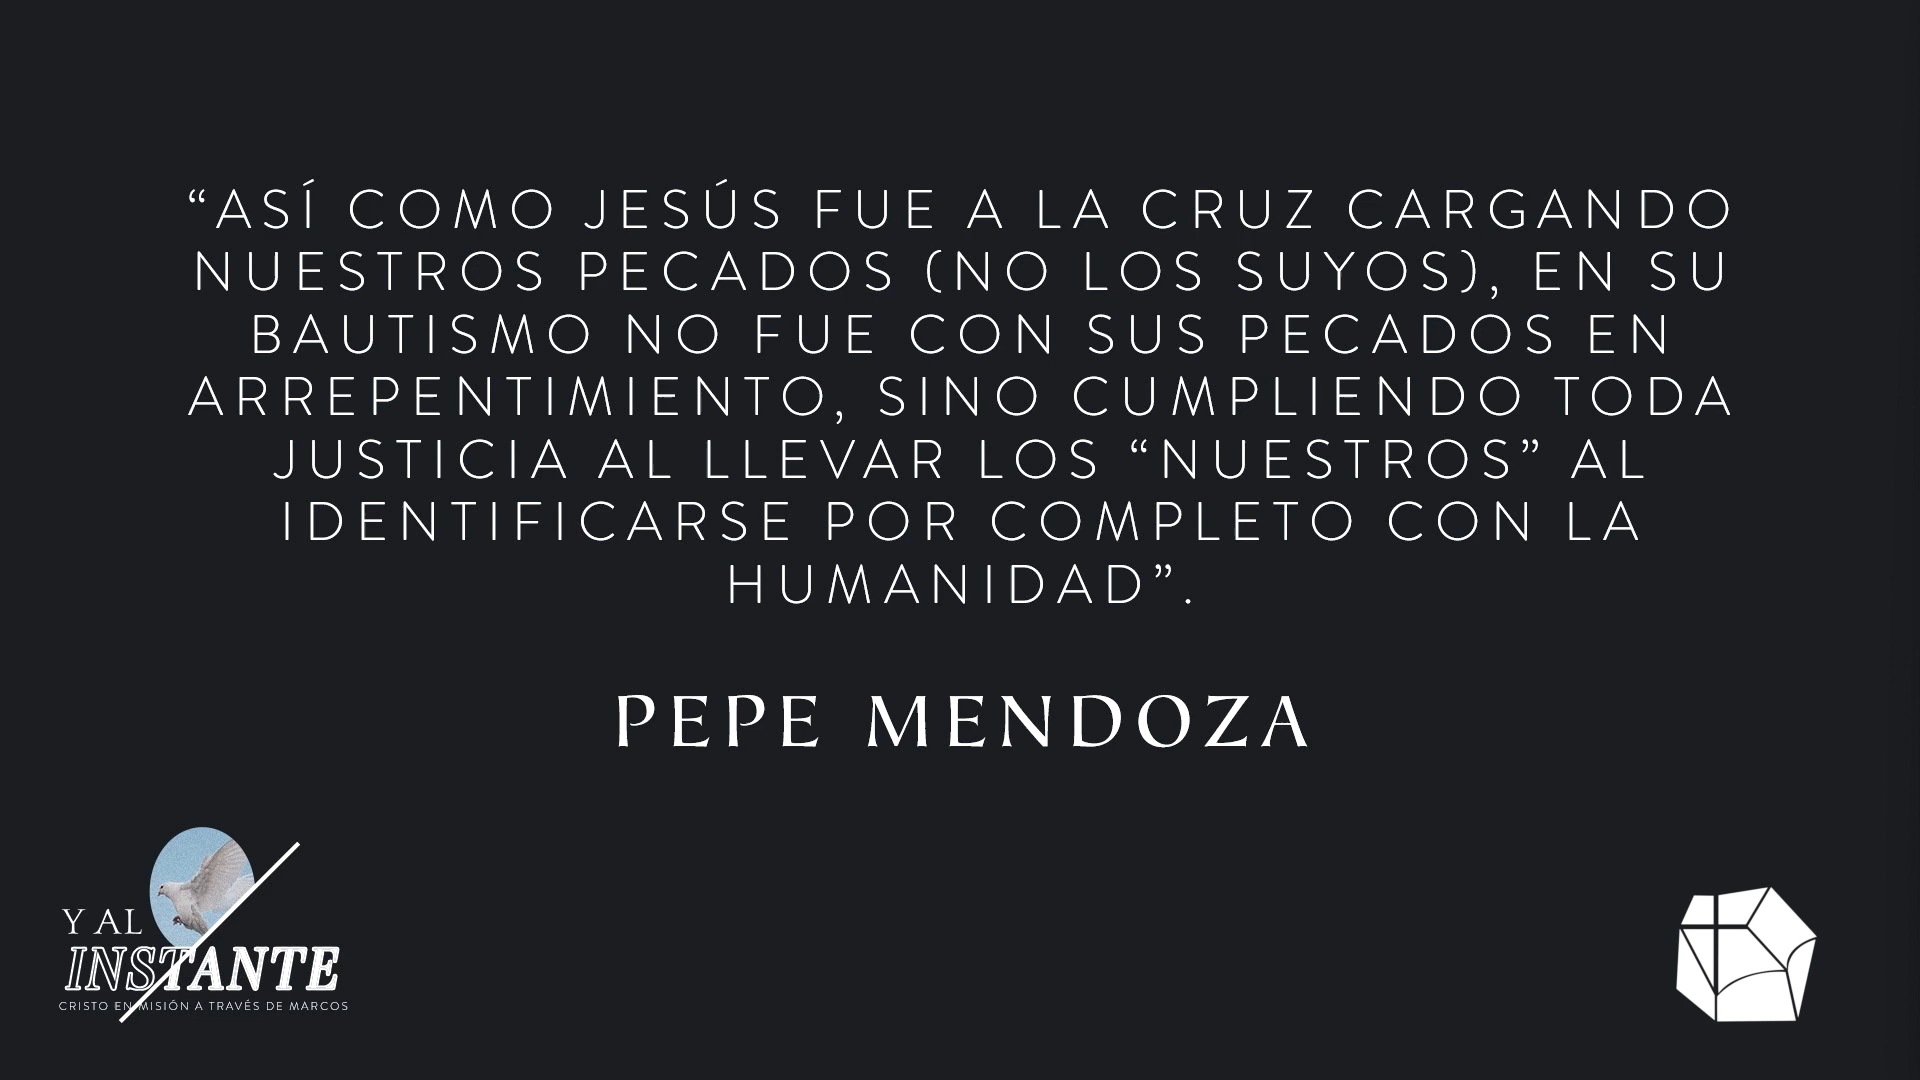 “ASÍ COMO JESÚS FUE A LA CRUZ CARGANDO
NUESTROS PECADOS (NO LOS SUYOS), EN SU
BAUTISMO NO FUE CON SUS PECADOS EN
ARREPENTIMIENTO, SINO CUMPLIENDO TODA
JUSTICIA AL LLEVAR LOS “NUESTROS” AL
IDENTIFICARSE POR COMPLETO CON LA
HUMANIDAD”.
PEPE MENDOZA
Y AL
INSTANTE
CRISTO EN MISIÓN A TRAVÉS DE MARCOS